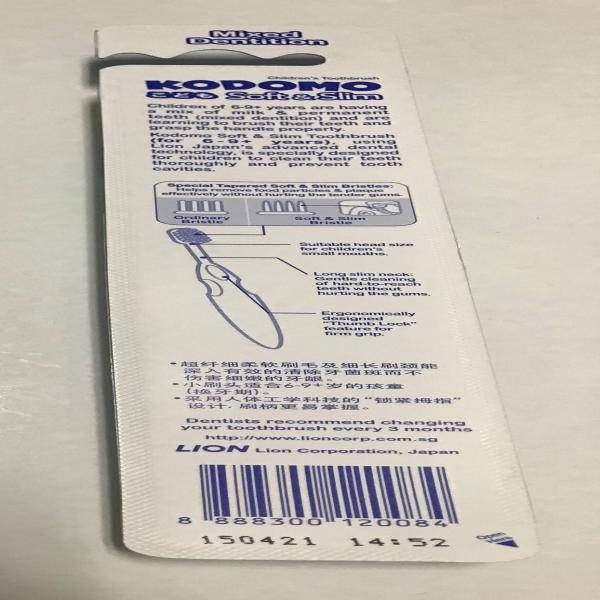 Mixed
Dentition
Children's Toothbrush
KODOMO
Soft & Slim
Children of 6-9+ years are having
a mix of milk & permanent
teeth (mixed dentition) and are
learning to brush their teeth and
grasp the handle properly.
Kodomo Soft & Slim Toothbrush
(for 6-9+ years), using
Lion Japan's advanced dental
technology, is specially designed
for children to clean their teeth
thoroughly and prevent tooth
cavities.
Special Tapered Soft & Slim Bristles:
Helps remove food particles & plaque
effectively without hurting the tender gums.
Ordinary
Bristle
Soft & Slim
Bristle
Suitable head size
for children's
small mouths.
Long slim neck:
Gentle cleaning
of hard-to-reach
teeth without
hurting the gums.
Ergonomically
designed
"Thumb Lock"
feature for
firm grip.
• 超纤细柔软刷毛及细长刷颈能
深入有效的清除牙菌斑而不
伤害细嫩的牙龈。
• 小刷头适合6-9+岁的孩童
(换牙期)。
• 采用人体工学科技的"锁紧拇指"
设计,刷柄更易掌握。
Dentists recommend changing
your toothbrush every 3 months
http://www.lioncorp.com.sg
LION Lion Corporation, Japan
8 888300 120084
150421 14:52
Open
Here